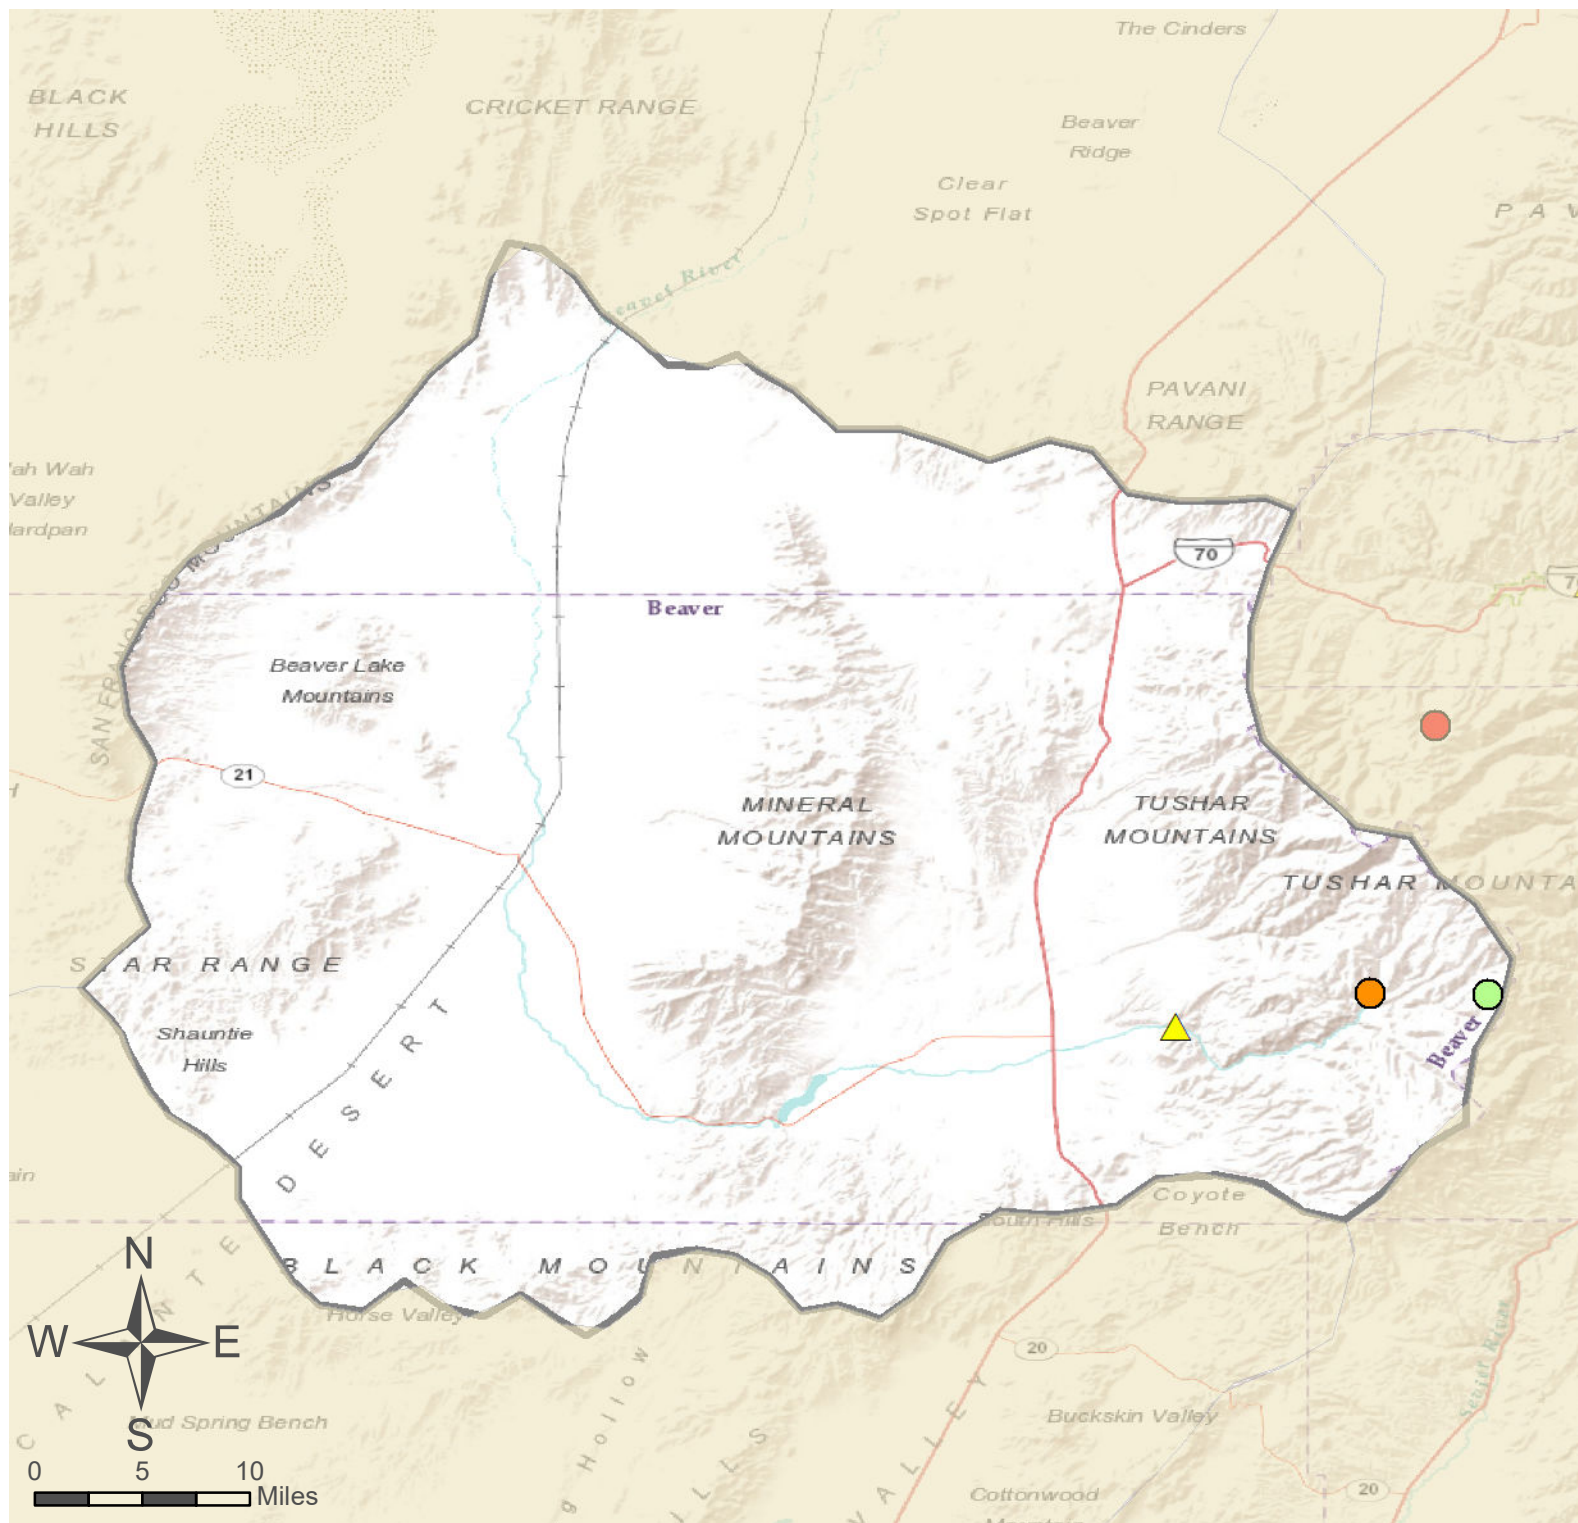 The Cinders
BLACK
HILLS
CRICKET RANGE
Beaver
Ridge
Clear
Spot Flat
Beaver River
PAVANI
RANGE
Valley
SAN FRANCISCO MOUNTAINS
70
Beaver
Beaver Lake
Mountains
21
MINERAL
MOUNTAINS
TUSHAR
MOUNTAINS
TUSHAR MOUNTA
STAR RANGE
Shauntie
Hills
Beaver
DESERT
Coyote
Bench
South Hills
BLACK MOUNTAINS
Horse Valley
N
W
E
S
20
Sevier River
Mud Spring Bench
Hollow
VALLEY
Buckskin Valley
20
Cottonwood
0 5 10
Miles